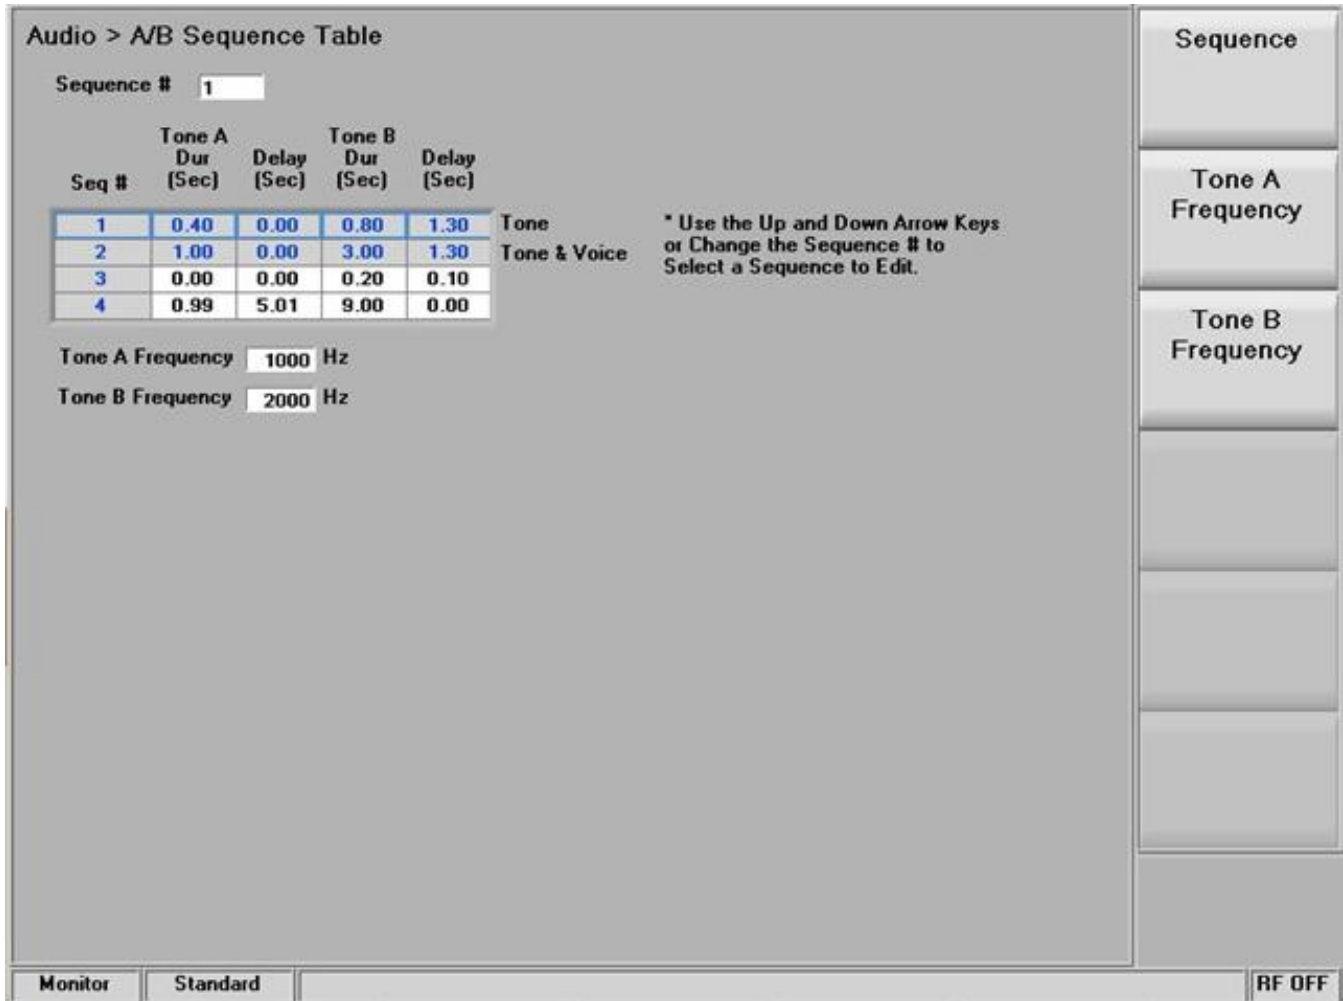 Audio > A/B Sequence Table
Sequence # 1
Tone A Tone B
Dur Delay Dur Delay
Seq # (Sec) (Sec) (Sec) (Sec)
1 0.40 0.00 0.80 1.30 Tone
2 1.00 0.00 3.00 1.30 Tone & Voice
3 0.00 0.00 0.20 0.10
4 0.99 5.01 9.00 0.00
* Use the Up and Down Arrow Keys
or Change the Sequence # to
Select a Sequence to Edit.
Tone A Frequency 1000 Hz
Tone B Frequency 2000 Hz
Sequence
Tone A
Frequency
Tone B
Frequency
Monitor Standard RF OFF